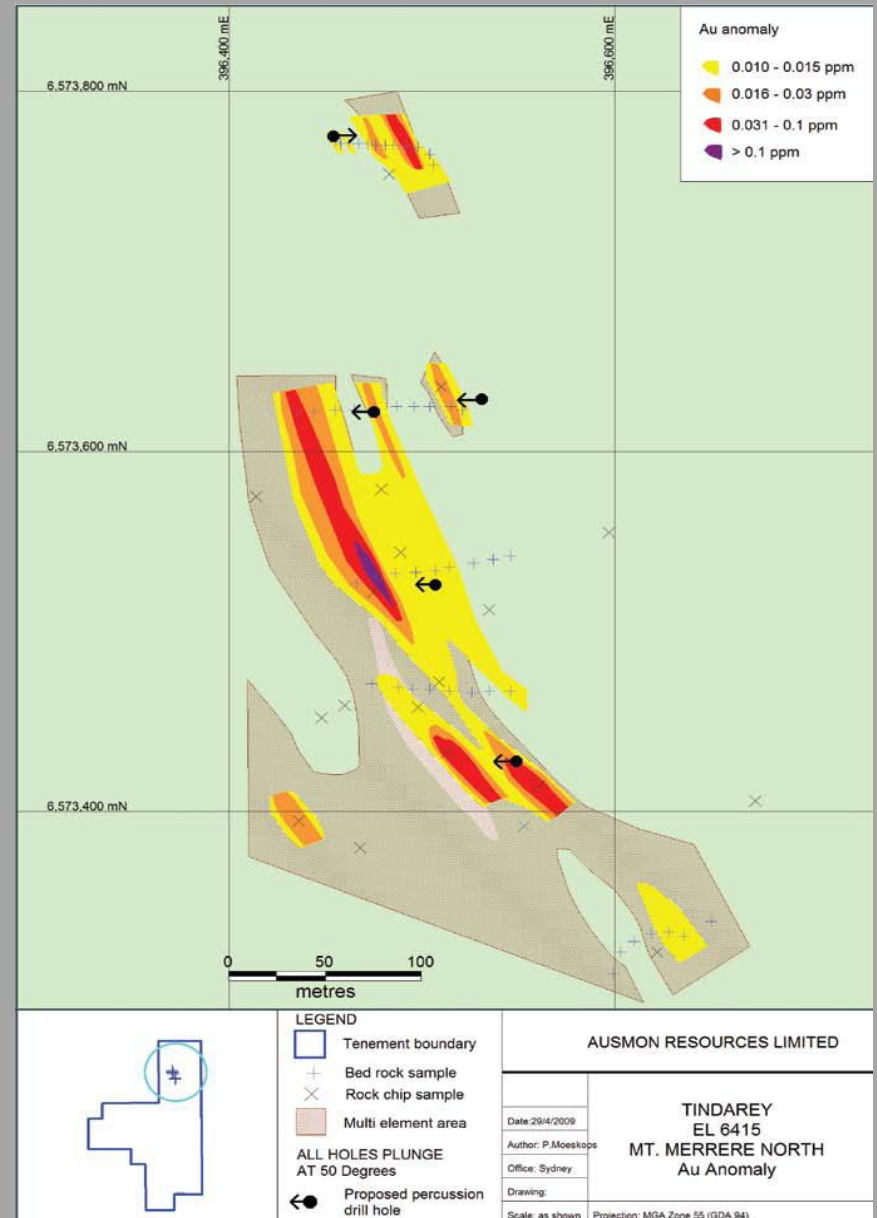 396,400 mE
396,600 mE
Au anomaly
0.010 - 0.015 ppm
0.016 - 0.03 ppm
0.031 - 0.1 ppm
> 0.1 ppm
6,573,800 mN
6,573,600 mN
6,573,400 mN
0 50 100
metres
LEGEND
Tenement boundary
Bed rock sample
Rock chip sample
Multi element area
ALL HOLES PLUNGE
AT 50 Degrees
Proposed percussion
drill hole
AUSMON RESOURCES LIMITED
Date:29/4/2009
Author: P.Moeskops
Office: Sydney
Drawing:
Scale: as shown
TINDAREY
EL 6415
MT. MERRERE NORTH
Au Anomaly
Projection: MGA Zone 55 (GDA 94)